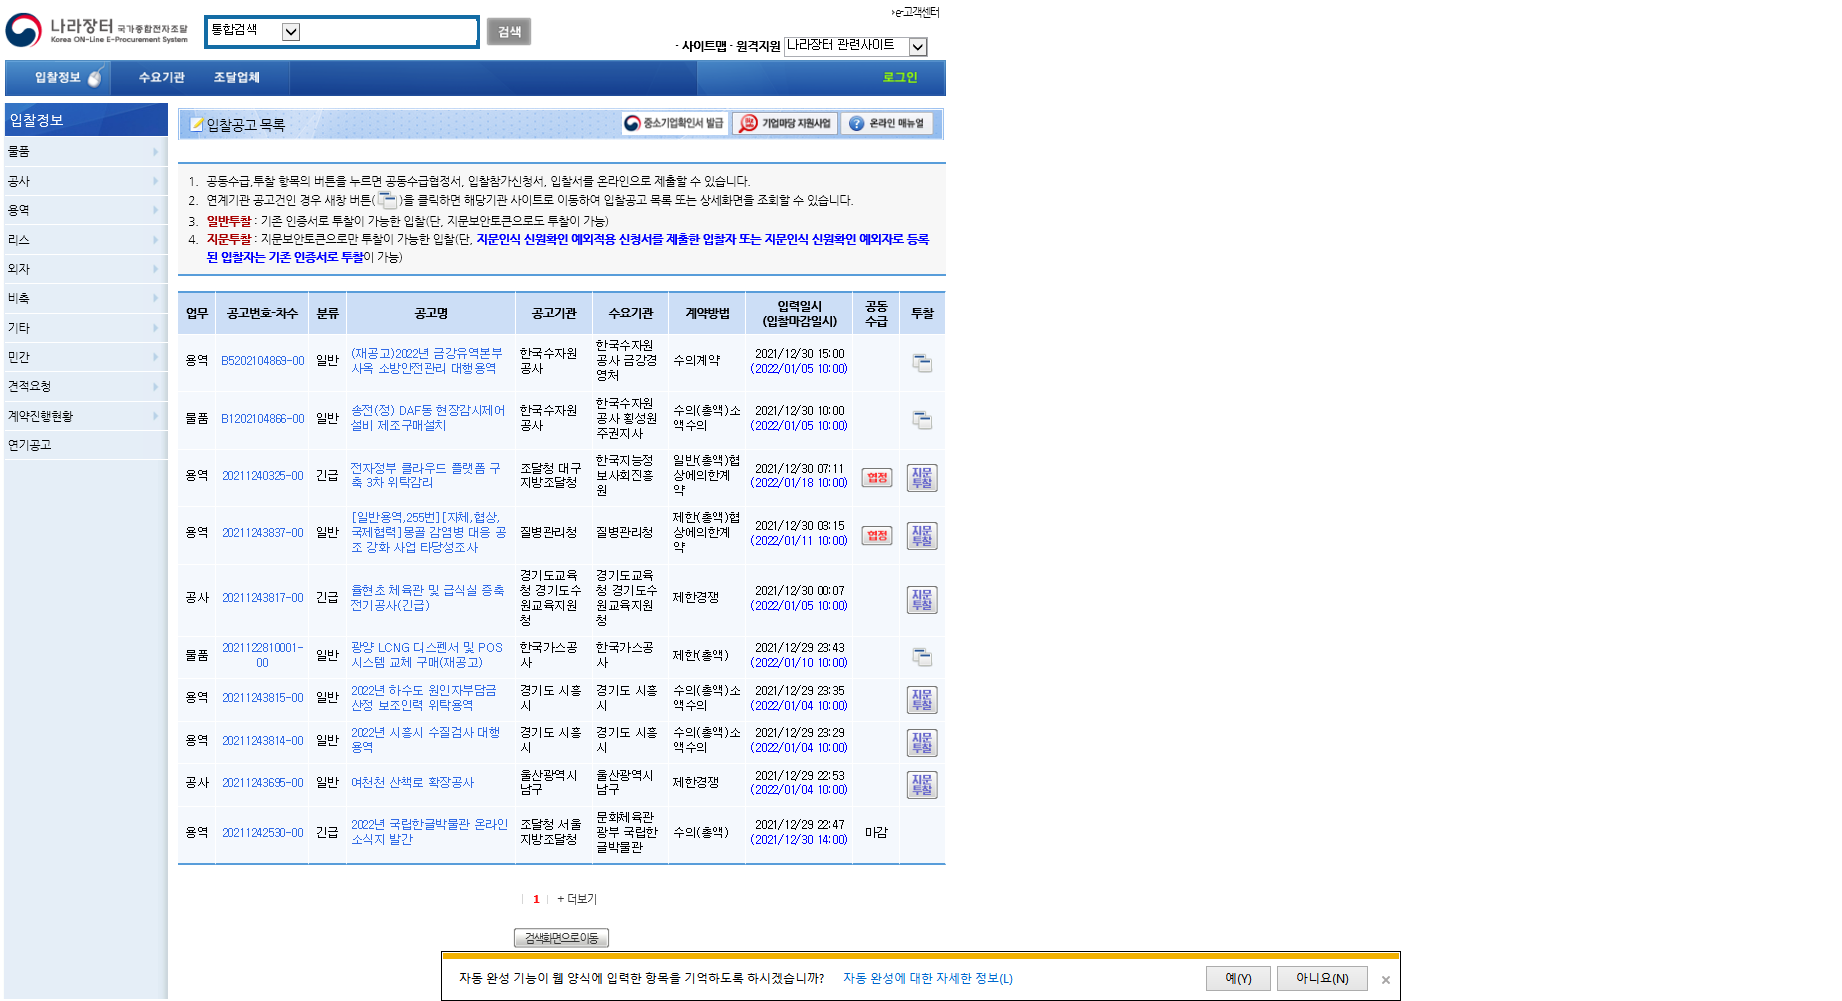 ›e-고객센터
나라장터 국가종합전자조달
Korea ON-Line E-Procurement System
통합검색
검색
· 사이트맵 · 원격지원
나라장터 관련사이트
입찰정보
수요기관
조달업체
로그인
입찰정보
물품
공사
용역
리스
외자
비축
기타
민간
견적요청
계약진행현황
연기공고
입찰공고 목록
중소기업확인서 발급
기업마당 지원사업
온라인 매뉴얼
1. 공동수급,투찰 항목의 버튼을 누르면 공동수급협정서, 입찰참가신청서, 입찰서를 온라인으로 제출할 수 있습니다.
2. 연계기관 공고건인 경우 새창 버튼( )을 클릭하면 해당기관 사이트로 이동하여 입찰공고 목록 또는 상세화면을 조회할 수 있습니다.
3. 일반투찰 : 기존 인증서로 투찰이 가능한 입찰(단, 지문보안토큰으로도 투찰이 가능)
4. 지문투찰 : 지문보안토큰으로만 투찰이 가능한 입찰(단, 지문인식 신원확인 예외적용 신청서를 제출한 입찰자 또는 지문인식 신원확인 예외자로 등록
된 입찰자는 기존 인증서로 투찰이 가능)
업무 공고번호-차수 분류 공고명 공고기관 수요기관 계약방법 입력일시 (입찰마감일시) 공동 수급 투찰
용역 B5202104869-00 일반 (재공고)2022년 금강유역본부 사옥 소방안전관리 대행용역 한국수자원공사 한국수자원공사 금강경영처 수의계약 2021/12/30 15:00 (2022/01/05 10:00)
물품 B1202104866-00 일반 송전(정) DAF동 현장감시제어설비 제조구매설치 한국수자원공사 한국수자원공사 횡성원주권지사 수의(총액)소액수의 2021/12/30 10:00 (2022/01/05 10:00)
용역 20211240325-00 긴급 전자정부 클라우드 플랫폼 구축 3차 위탁감리 조달청 대구지방조달청 한국지능정보사회진흥원 일반(총액)협상에의한계약 2021/12/30 07:11 (2022/01/18 10:00) 협정 지문투찰
용역 20211243837-00 일반 [일반용역,255번][자체,협상,국제협력]몽골 감염병 대응 공조 강화 사업 타당성조사 질병관리청 질병관리청 제한(총액)협상에의한계약 2021/12/30 03:15 (2022/01/11 10:00) 협정 지문투찰
공사 20211243817-00 긴급 율현초 체육관 및 급식실 증축 전기공사(긴급) 경기도교육청 경기도수원교육지원청 경기도교육청 경기도수원교육지원청 제한경쟁 2021/12/30 00:07 (2022/01/05 10:00) 지문투찰
물품 2021122810001-00 일반 광양 LCNG 디스펜서 및 POS시스템 교체 구매(재공고) 한국가스공사 한국가스공사 제한(총액) 2021/12/29 23:43 (2022/01/10 10:00)
용역 20211243815-00 일반 2022년 하수도 원인자부담금 산정 보조인력 위탁용역 경기도 시흥시 경기도 시흥시 수의(총액)소액수의 2021/12/29 23:35 (2022/01/04 10:00) 지문투찰
용역 20211243814-00 일반 2022년 시흥시 수질검사 대행용역 경기도 시흥시 경기도 시흥시 수의(총액)소액수의 2021/12/29 23:29 (2022/01/04 10:00) 지문투찰
공사 20211243695-00 일반 여천천 산책로 확장공사 울산광역시 남구 울산광역시 남구 제한경쟁 2021/12/29 22:53 (2022/01/04 10:00) 지문투찰
용역 20211242530-00 긴급 2022년 국립한글박물관 온라인 소식지 발간 조달청 서울지방조달청 문화체육관광부 국립한글박물관 수의(총액) 2021/12/29 22:47 (2021/12/30 14:00) 마감
1 + 더보기
검색화면으로이동
자동 완성 기능이 웹 양식에 입력한 항목을 기억하도록 하시겠습니까? 자동 완성에 대한 자세한 정보(L) 예(Y) 아니요(N) ×